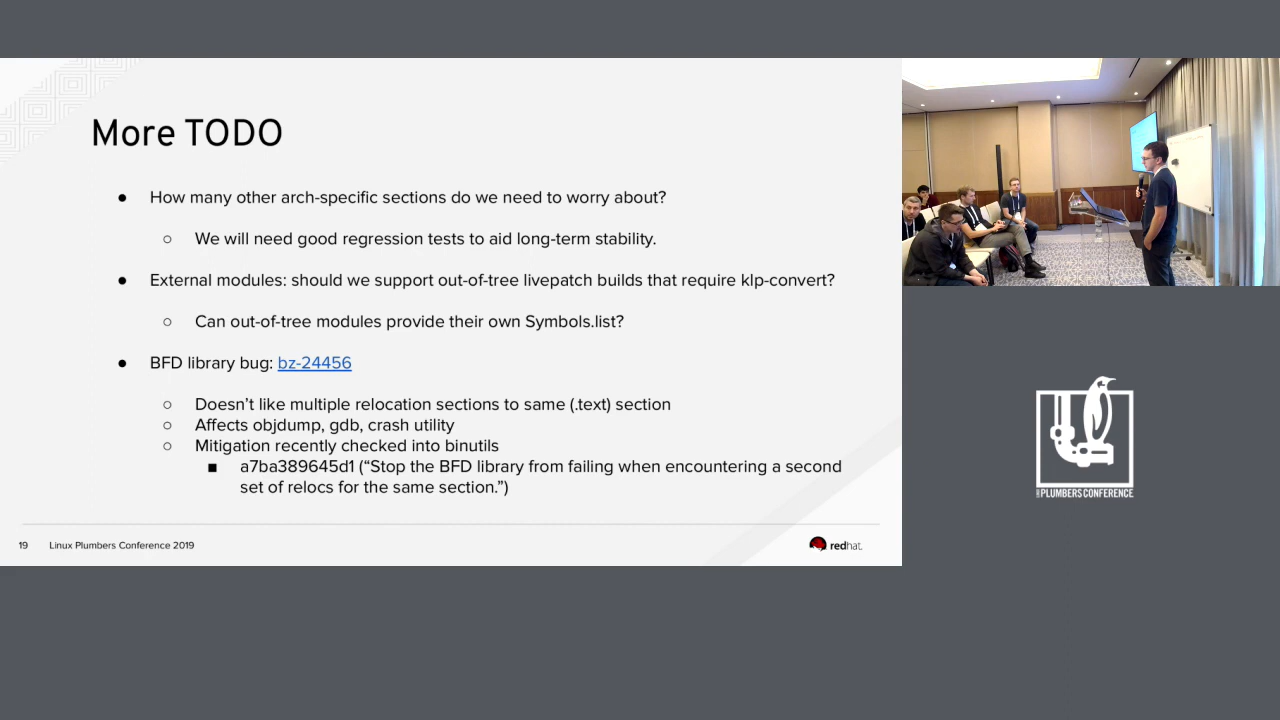 More TODO
● How many other arch-specific sections do we need to worry about?
○ We will need good regression tests to aid long-term stability.
● External modules: should we support out-of-tree livepatch builds that require klp-convert?
○ Can out-of-tree modules provide their own Symbols.list?
● BFD library bug: bz-24456
○ Doesn’t like multiple relocation sections to same (.text) section
○ Affects objdump, gdb, crash utility
○ Mitigation recently checked into binutils
■ a7ba389645d1 (“Stop the BFD library from failing when encountering a second
set of relocs for the same section.”)
19 Linux Plumbers Conference 2019
redhat.
PLUMBERS CONFERENCE